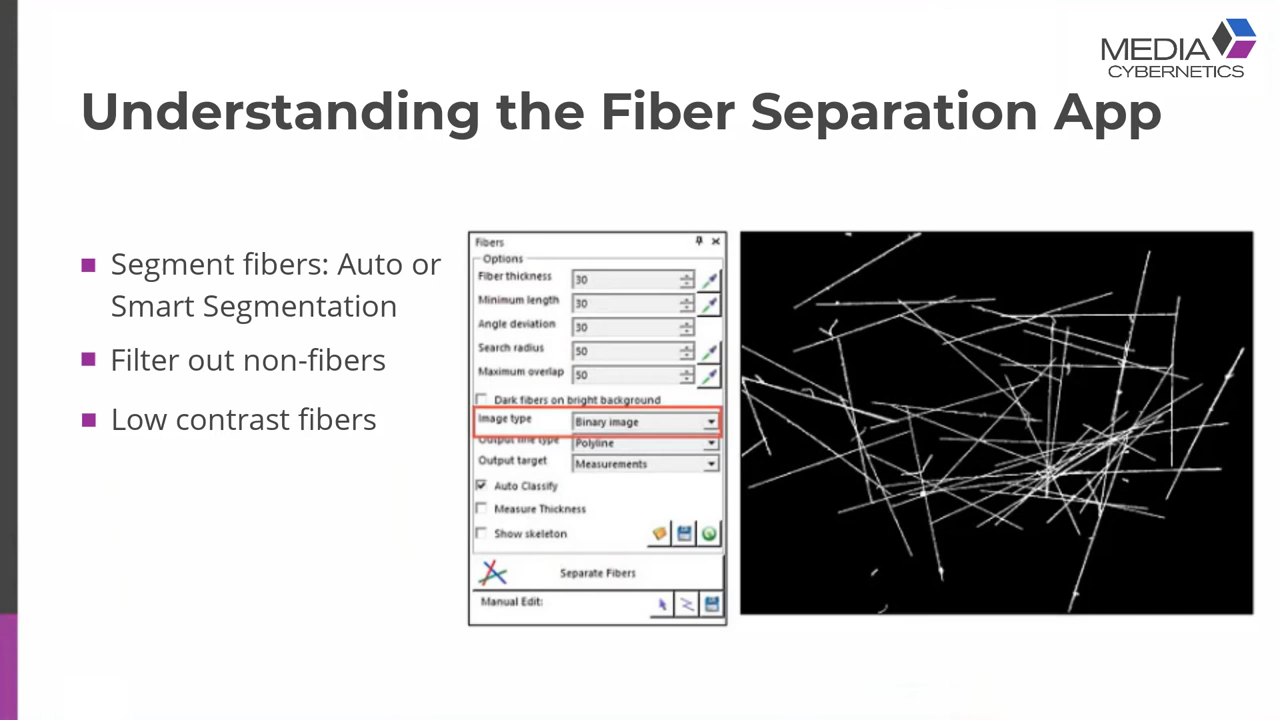 MEDIA
CYBERNETICS
Understanding the Fiber Separation App
Segment fibers: Auto or
Smart Segmentation
Filter out non-fibers
Low contrast fibers
Fibers
Options
Fiber thickness 30
Minimum length 30
Angle deviation 30
Search radius 50
Maximum overlap 50
Dark fibers on bright background
Image type Binary image
Output line type Polyline
Output target Measurements
Auto Classify
Measure Thickness
Show skeleton
Separate Fibers
Manual Edit: